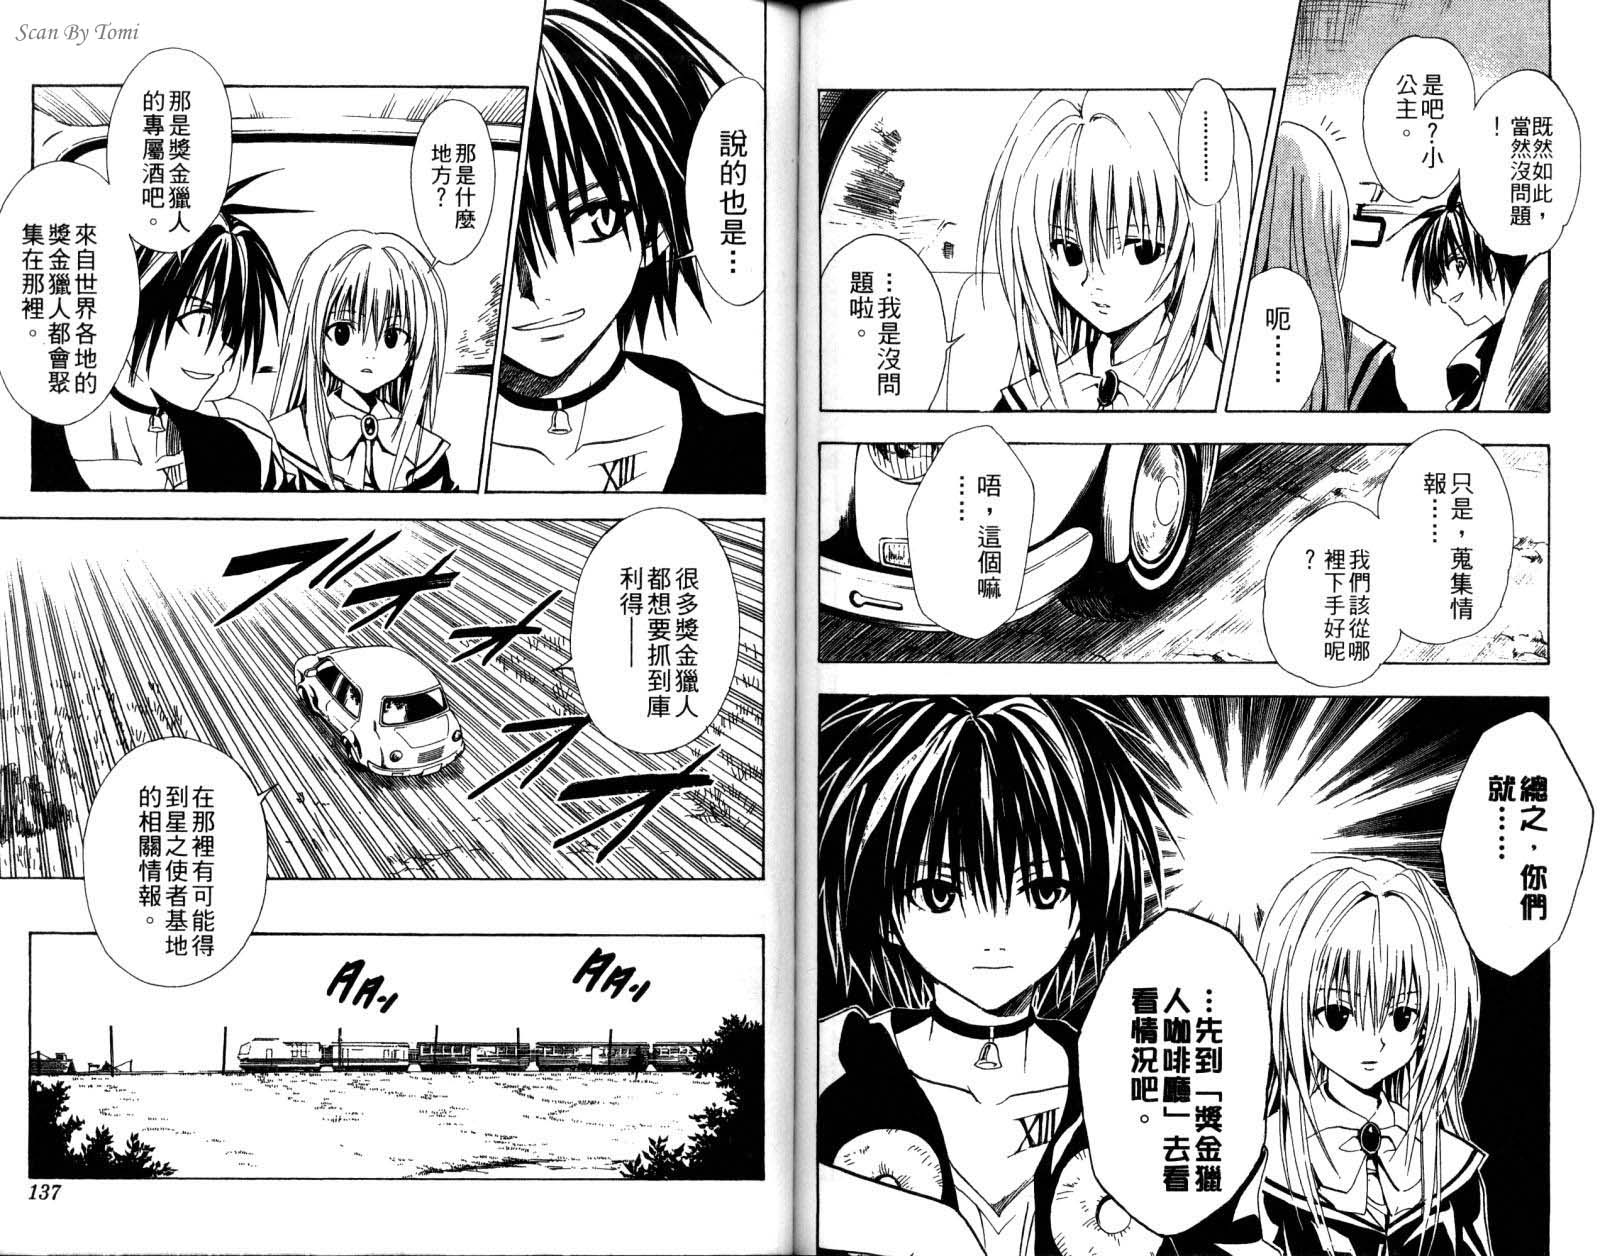 Scan By Tomi
既然如此，
當然沒問題
！
是吧？小
公主。
呃……
………
…我是沒問
題啦。
只是，蒐集情
報……
我們該從哪
裡下手好呢
？
唔，這個嘛
……
總之，你們
就……
…先到「獎金獵
人咖啡廳」去看
看情況吧。
XIII
說的也是…
XIII
那是什麼
地方？
那是獎金獵人
的專屬酒吧。
來自世界各地的
獎金獵人都會聚
集在那裡。
很多獎金獵人
都想要抓到庫
利得——
在那裡有可能得
到星之使者基地
的相關情報。
137